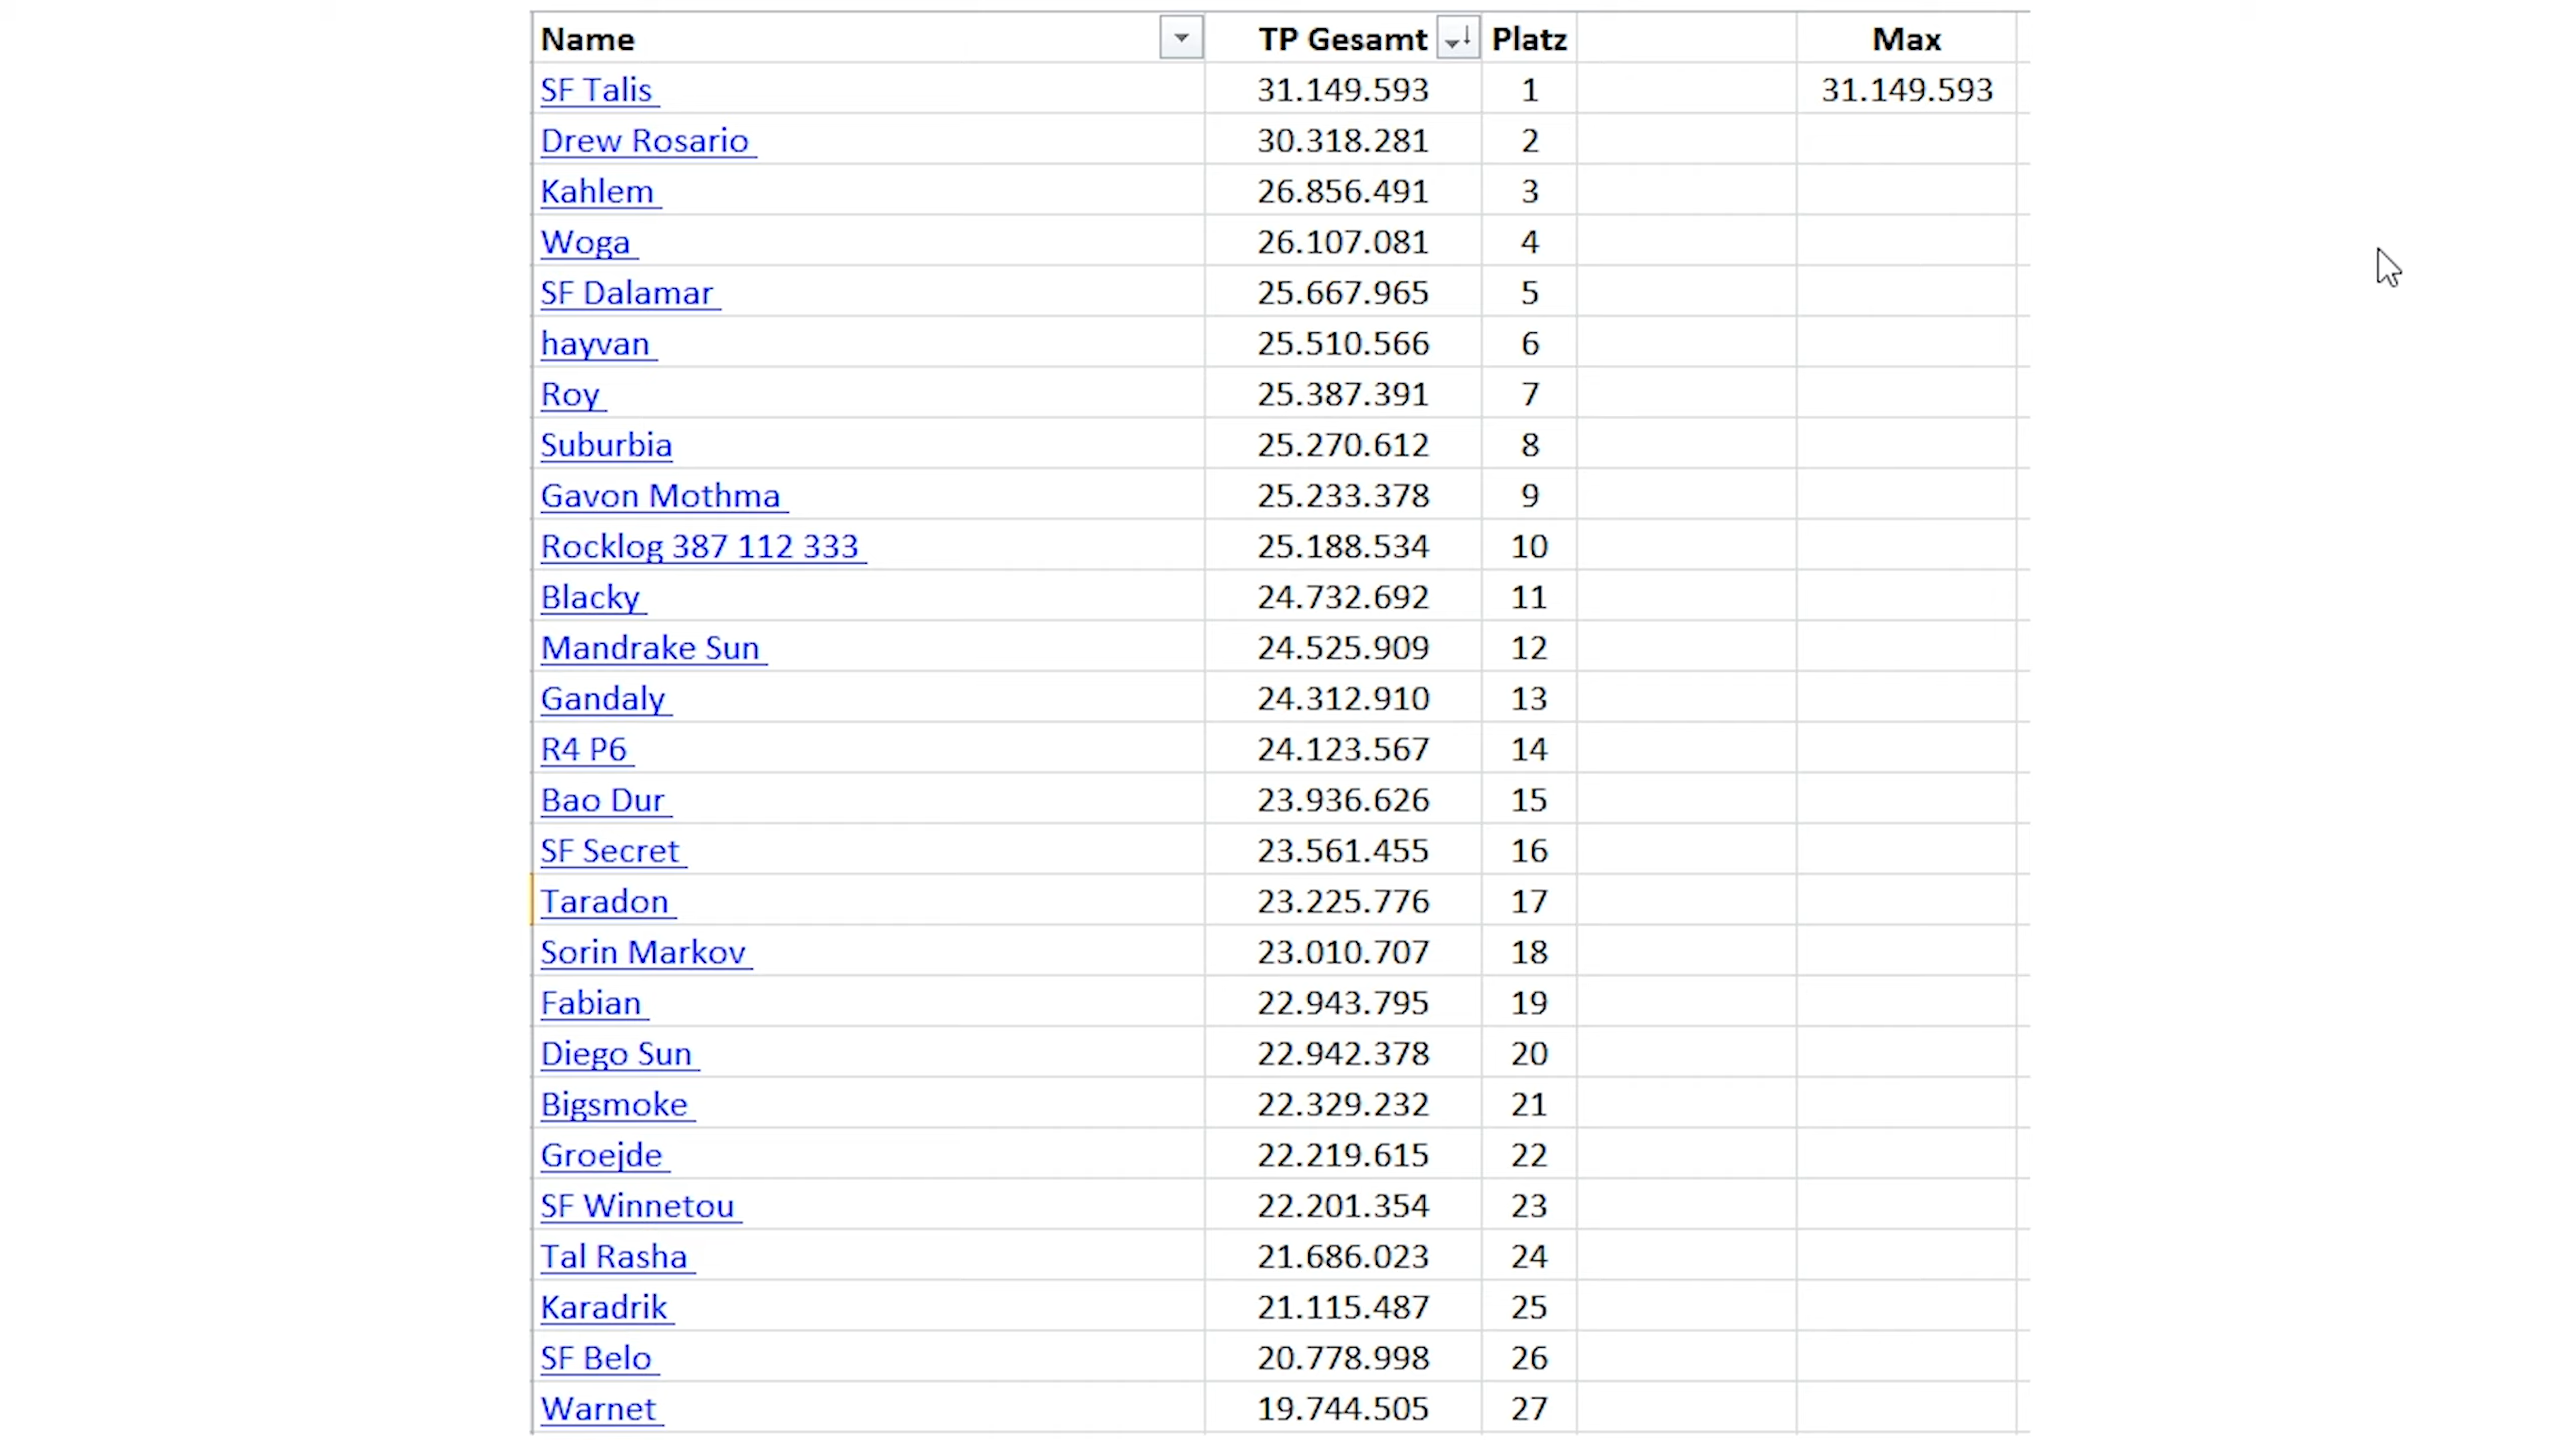 Name TP Gesamt Platz Max
SF Talis 31.149.593 1 31.149.593
Drew Rosario 30.318.281 2
Kahlem 26.856.491 3
Woga 26.107.081 4
SF Dalamar 25.667.965 5
hayvan 25.510.566 6
Roy 25.387.391 7
Suburbia 25.270.612 8
Gavon Mothma 25.233.378 9
Rocklog 387 112 333 25.188.534 10
Blacky 24.732.692 11
Mandrake Sun 24.525.909 12
Gandaly 24.312.910 13
R4 P6 24.123.567 14
Bao Dur 23.936.626 15
SF Secret 23.561.455 16
Taradon 23.225.776 17
Sorin Markov 23.010.707 18
Fabian 22.943.795 19
Diego Sun 22.942.378 20
Bigsmoke 22.329.232 21
Groejde 22.219.615 22
SF Winnetou 22.201.354 23
Tal Rasha 21.686.023 24
Karadrik 21.115.487 25
SF Belo 20.778.998 26
Warnet 19.744.505 27